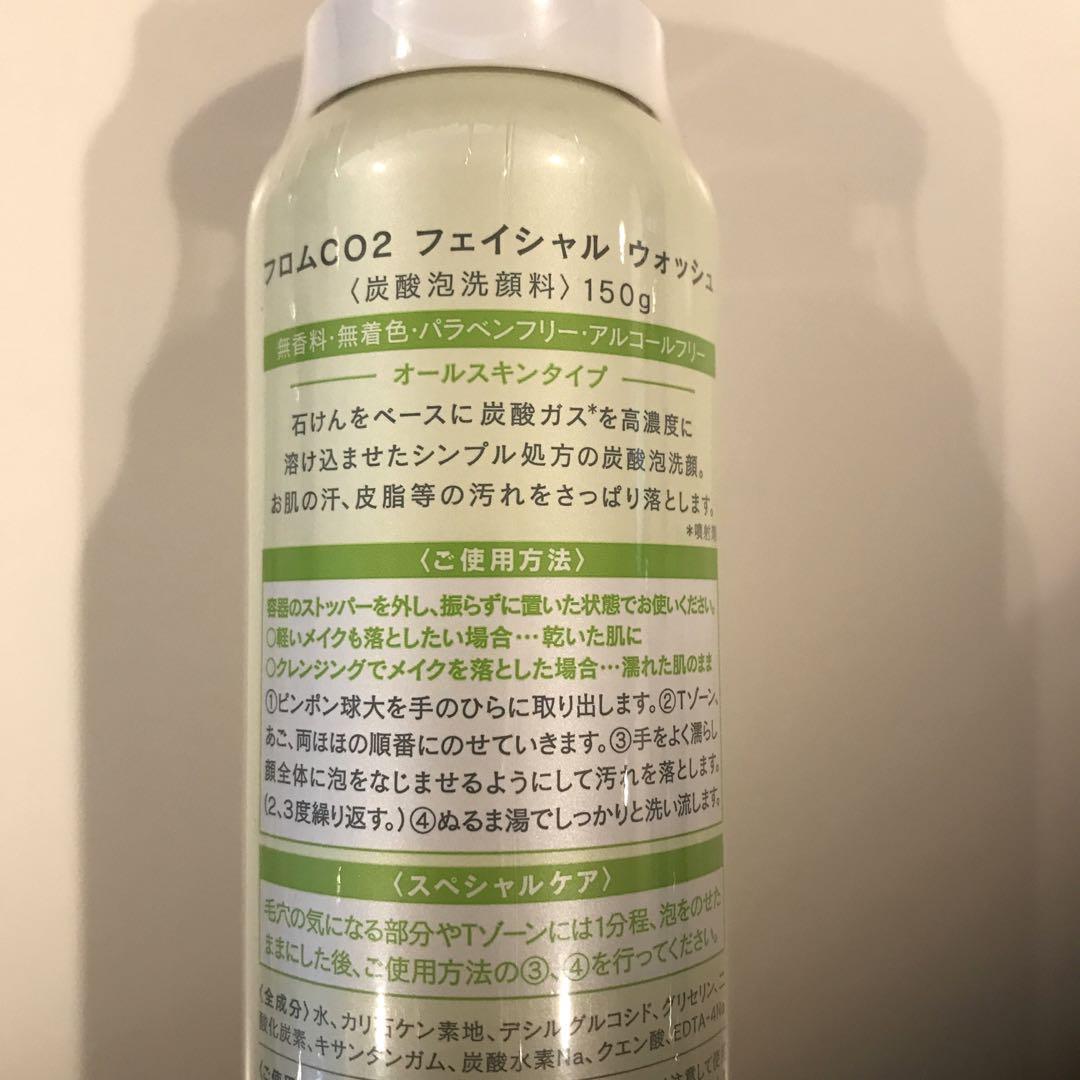 フロムCO2 フェイシャル ウォッシュ
〈炭酸泡洗顔料〉150g
無香料・無着色・パラベンフリー・アルコールフリー
オールスキンタイプ
石けんをベースに炭酸ガス*を高濃度に
溶け込ませたシンプル処方の炭酸泡洗顔。
お肌の汗、皮脂等の汚れをさっぱり落とします。
*噴射剤
〈ご使用方法〉
容器のストッパーを外し、振らずに置いた状態でお使いください。
○軽いメイクも落としたい場合…乾いた肌に
○クレンジングでメイクを落とした場合…濡れた肌のまま
①ピンポン球大を手のひらに取り出します。②Tゾーン、
あご、両ほほの順番にのせていきます。③手をよく濡らし
顔全体に泡をなじませるようにして汚れを落とします。
(2、3度繰り返す。)④ぬるま湯でしっかりと洗い流します。
〈スペシャルケア〉
毛穴の気になる部分やTゾーンには1分程、泡をのせた
ままにした後、ご使用方法の③、④を行ってください。
〈全成分〉水、カリ石ケン素地、デシルグルコシド、グリセリン、二
酸化炭素、キサンタンガム、炭酸水素Na、クエン酸、EDTA-4Na